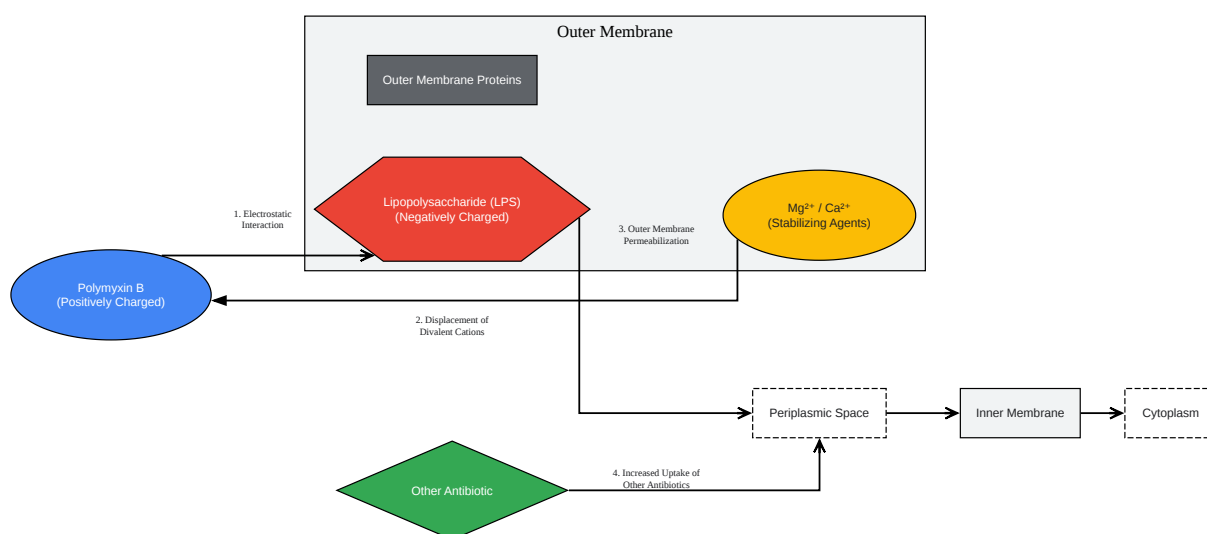 Outer Membrane
Outer Membrane Proteins
Lipopolysaccharide (LPS)
(Negatively Charged)
Mg²⁺ / Ca²⁺
(Stabilizing Agents)
1. Electrostatic
Interaction
3. Outer Membrane
Permeabilization
Polymyxin B
(Positively Charged)
2. Displacement of
Divalent Cations
Periplasmic Space
Inner Membrane
Cytoplasm
4. Increased Uptake of
Other Antibiotics
Other Antibiotic